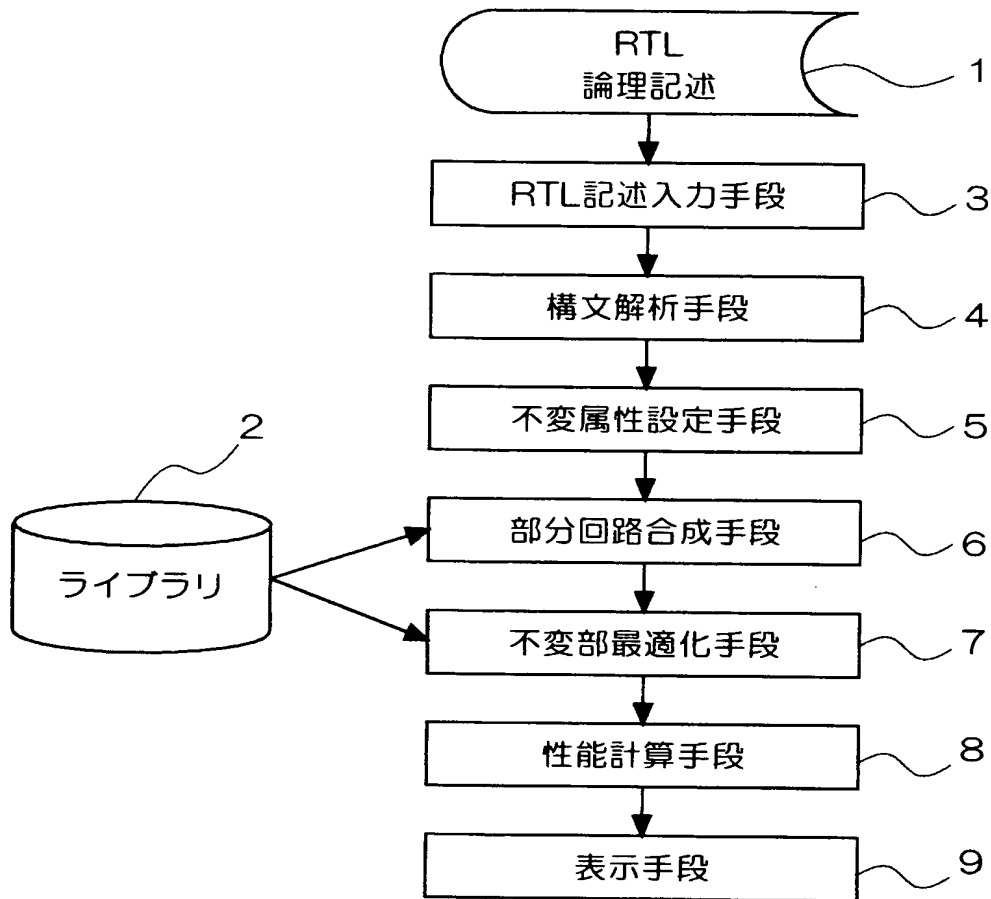 RTL
論理記述
1
RTL記述入力手段
3
構文解析手段
4
不変属性設定手段
5
2
部分回路合成手段
6
ライブラリ
不変部最適化手段
7
性能計算手段
8
表示手段
9